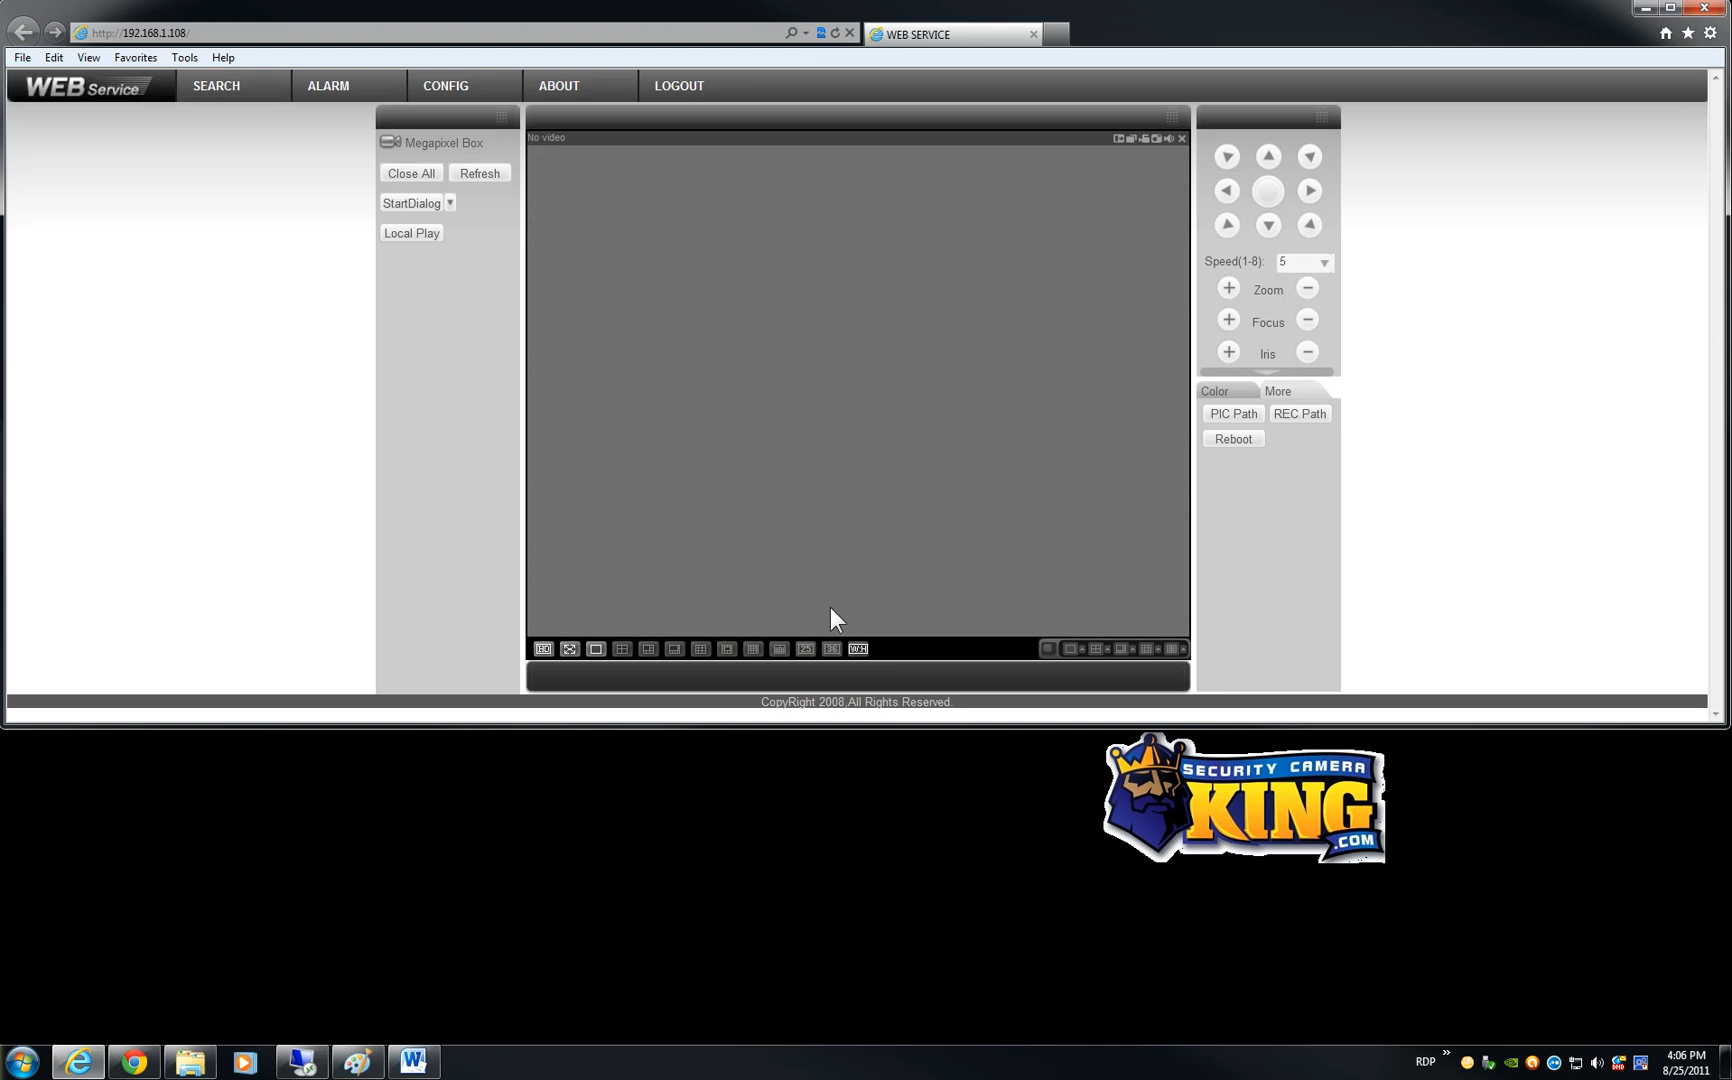 http://192.168.1.108/
WEB SERVICE
File Edit View Favorites Tools Help
WEB Service SEARCH ALARM CONFIG ABOUT LOGOUT
Megapixel Box
Close All Refresh
StartDialog
Local Play
No video
Speed(1-8): 5
Zoom
Focus
Iris
Color More
PIC Path REC Path
Reboot
HD 25 36 W:H
CopyRight 2008,All Rights Reserved.
SECURITY CAMERA
KING
.COM
RDP
4:06 PM
8/25/2011